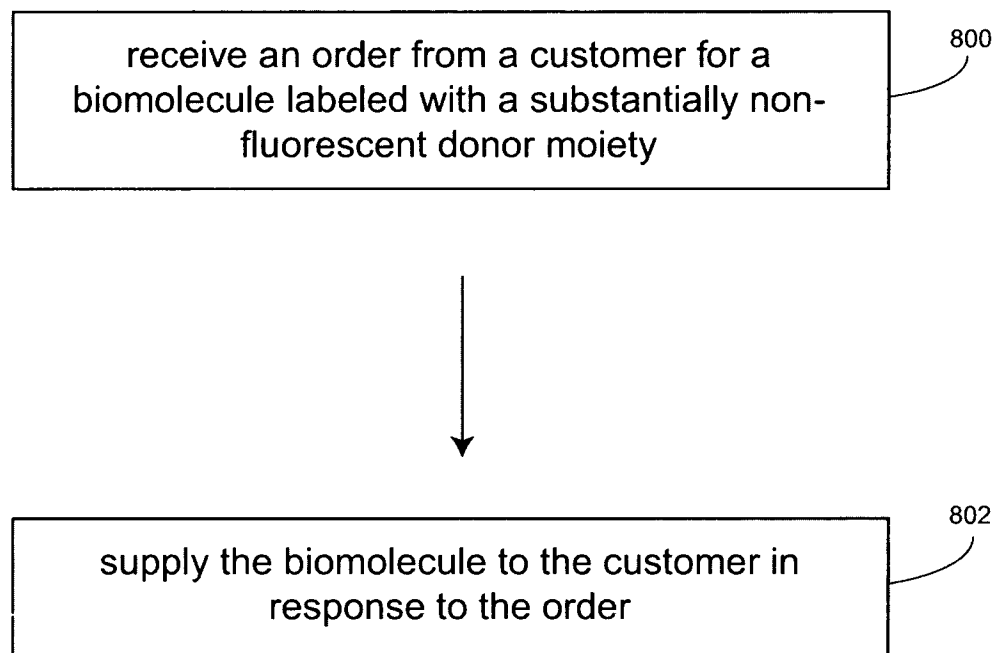 receive an order from a customer for a
biomolecule labeled with a substantially non-
fluorescent donor moiety
800
supply the biomolecule to the customer in
response to the order
802